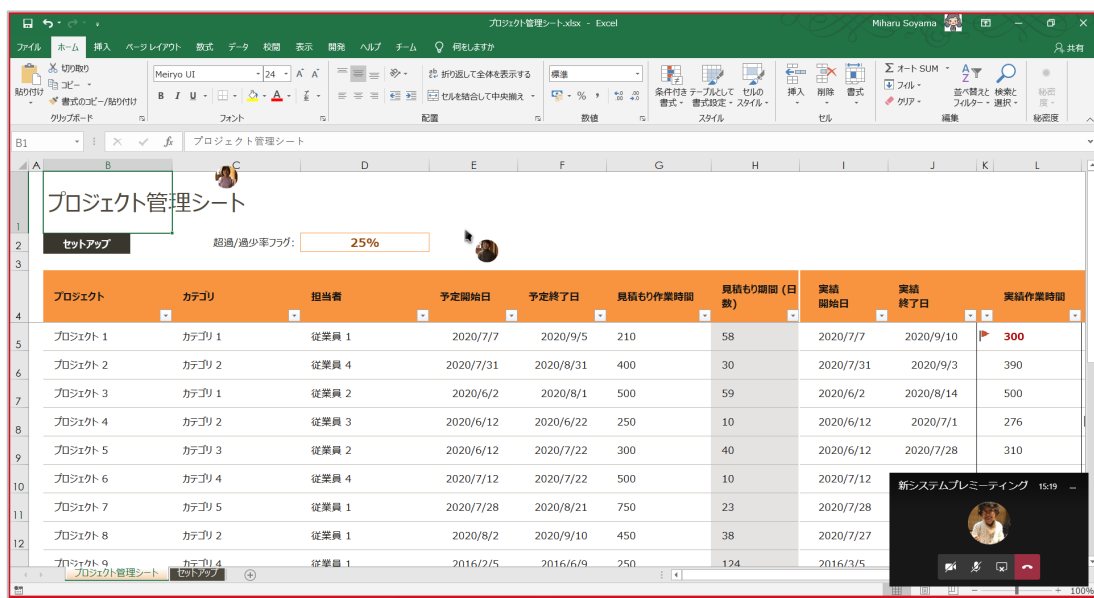 プロジェクト管理シート.xlsx - Excel
Miharu Soyama
ファイル ホーム 挿入 ページ レイアウト 数式 データ 校閲 表示 開発 ヘルプ チーム 何をしますか 共有
貼り付け 切り取り コピー 書式のコピー/貼り付け
クリップボード
Meiryo UI 24 A A
B I U A
フォント
折り返して全体を表示する
セルを結合して中央揃え
配置
標準
% ,
数値
条件付き書式 テーブルとして書式設定 セルのスタイル
スタイル
挿入 削除 書式
セル
Σ オート SUM
フィル
クリア
並べ替えとフィルター 検索と選択
編集
秘密度
秘密度
B1 fx プロジェクト管理シート
A B C D E F G H I J K L
1 プロジェクト管理シート
2 セットアップ 超過/過少率フラグ: 25%
3
4 プロジェクト カテゴリ 担当者 予定開始日 予定終了日 見積もり作業時間 見積もり期間 (日数) 実績開始日 実績終了日 実績作業時間
5 プロジェクト 1 カテゴリ 1 従業員 1 2020/7/7 2020/9/5 210 58 2020/7/7 2020/9/10 300
6 プロジェクト 2 カテゴリ 2 従業員 4 2020/7/31 2020/8/31 400 30 2020/7/31 2020/9/3 390
7 プロジェクト 3 カテゴリ 1 従業員 2 2020/6/2 2020/8/1 500 59 2020/6/2 2020/8/14 500
8 プロジェクト 4 カテゴリ 2 従業員 3 2020/6/12 2020/6/22 250 10 2020/6/12 2020/7/1 276
9 プロジェクト 5 カテゴリ 3 従業員 2 2020/6/12 2020/7/22 300 40 2020/6/12 2020/7/28 310
10 プロジェクト 6 カテゴリ 4 従業員 4 2020/7/12 2020/7/22 500 10 2020/7/12
11 プロジェクト 7 カテゴリ 5 従業員 1 2020/7/28 2020/8/21 750 23 2020/7/28
12 プロジェクト 8 カテゴリ 2 従業員 1 2020/8/2 2020/9/10 450 38 2020/7/27
プロジェクト 9 カテゴリ 4 従業員 1 2016/2/5 2016/6/9 250 124 2016/3/5
新システムプレミーティング 15:19
プロジェクト管理シート セットアップ
100%